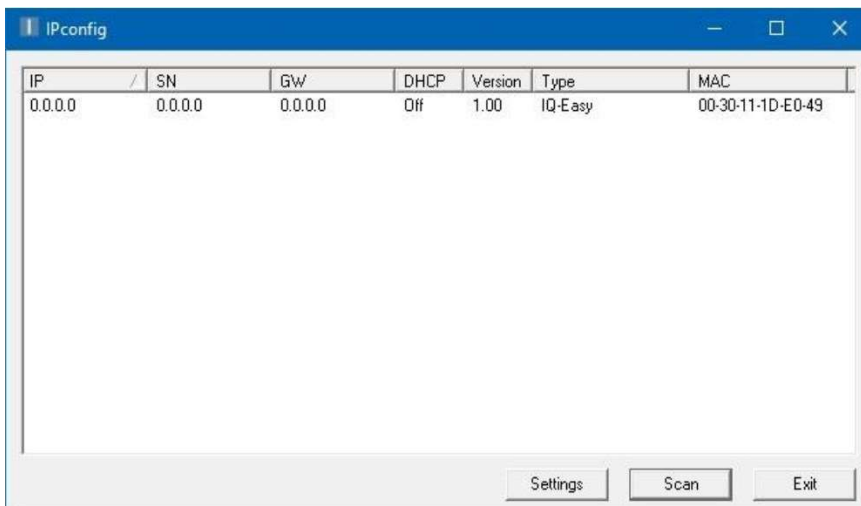 IPconfig
IP / SN GW DHCP Version Type MAC
0.0.0.0 0.0.0.0 0.0.0.0 Off 1.00 IQ-Easy 00-30-11-1D-E0-49
Settings Scan Exit